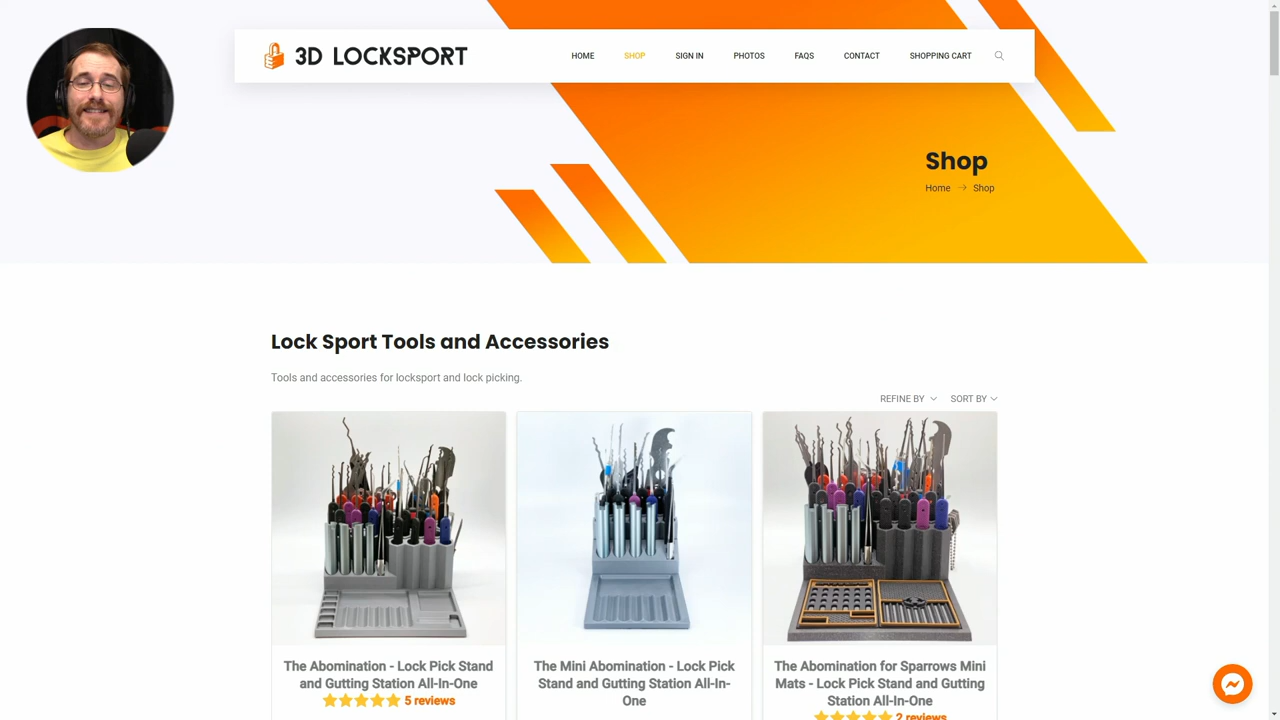 3D LOCKSPORT
HOME SHOP SIGN IN PHOTOS FAQS CONTACT SHOPPING CART
Shop
Home → Shop
Lock Sport Tools and Accessories
Tools and accessories for locksport and lock picking.
REFINE BY SORT BY
The Abomination - Lock Pick Stand
and Gutting Station All-In-One
5 reviews
The Mini Abomination - Lock Pick
Stand and Gutting Station All-In-
One
The Abomination for Sparrows Mini
Mats - Lock Pick Stand and Gutting
Station All-In-One
2 reviews